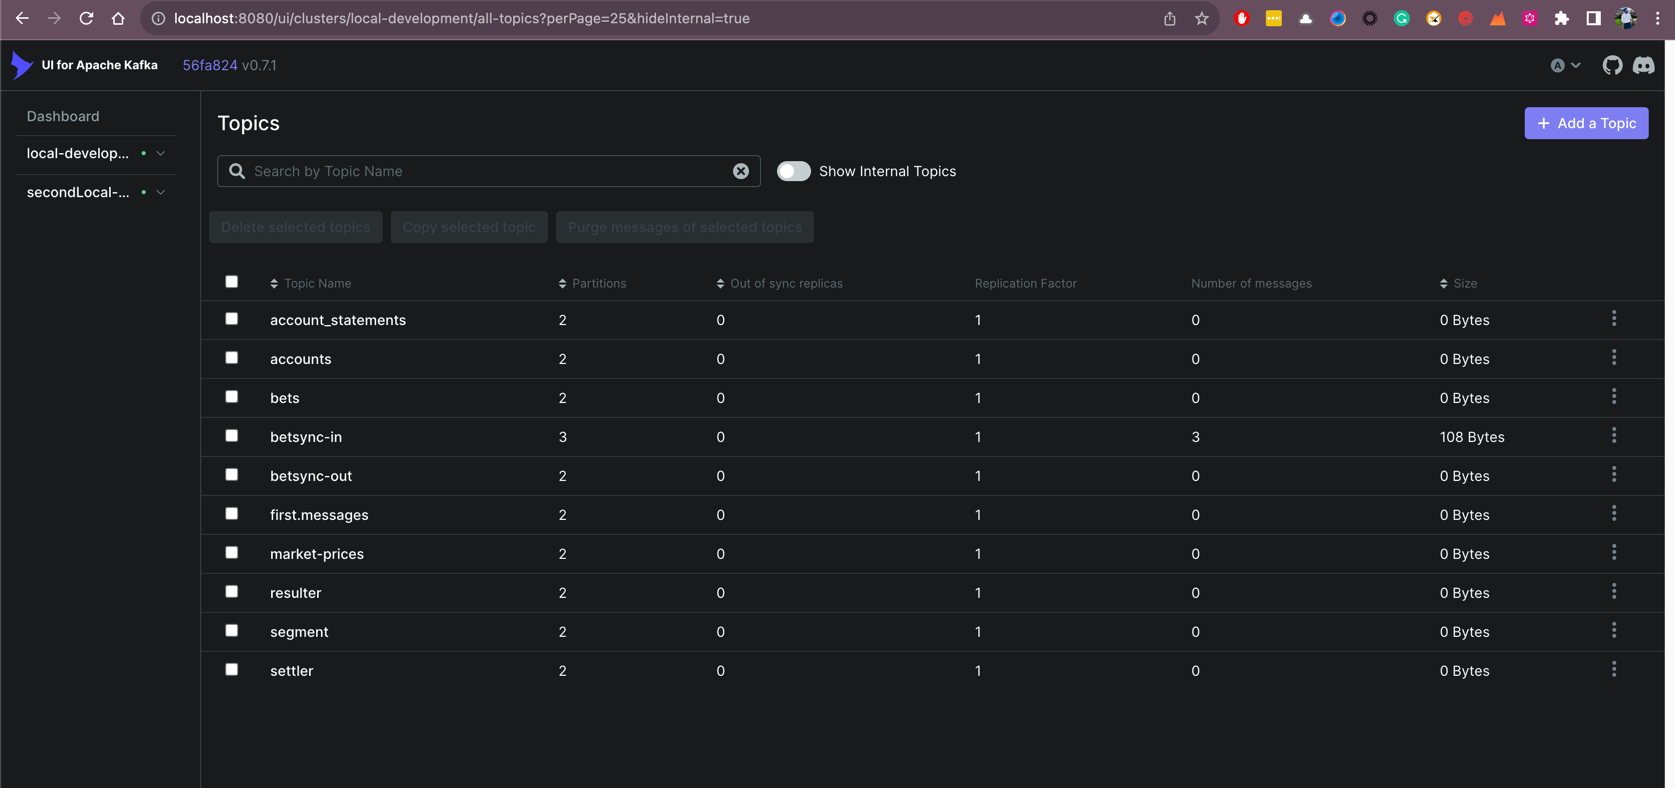 localhost:8080/ui/clusters/local-development/all-topics?perPage=25&hideInternal=true
UI for Apache Kafka 56fa824 v0.7.1 A
Dashboard
local-develop...
secondLocal-...
Topics
Add a Topic
Search by Topic Name
Show Internal Topics
Delete selected topics Copy selected topic Purge messages of selected topics
Topic Name Partitions Out of sync replicas Replication Factor Number of messages Size
account_statements 2 0 1 0 0 Bytes
accounts 2 0 1 0 0 Bytes
bets 2 0 1 0 0 Bytes
betsync-in 3 0 1 3 108 Bytes
betsync-out 2 0 1 0 0 Bytes
first.messages 2 0 1 0 0 Bytes
market-prices 2 0 1 0 0 Bytes
resulter 2 0 1 0 0 Bytes
segment 2 0 1 0 0 Bytes
settler 2 0 1 0 0 Bytes